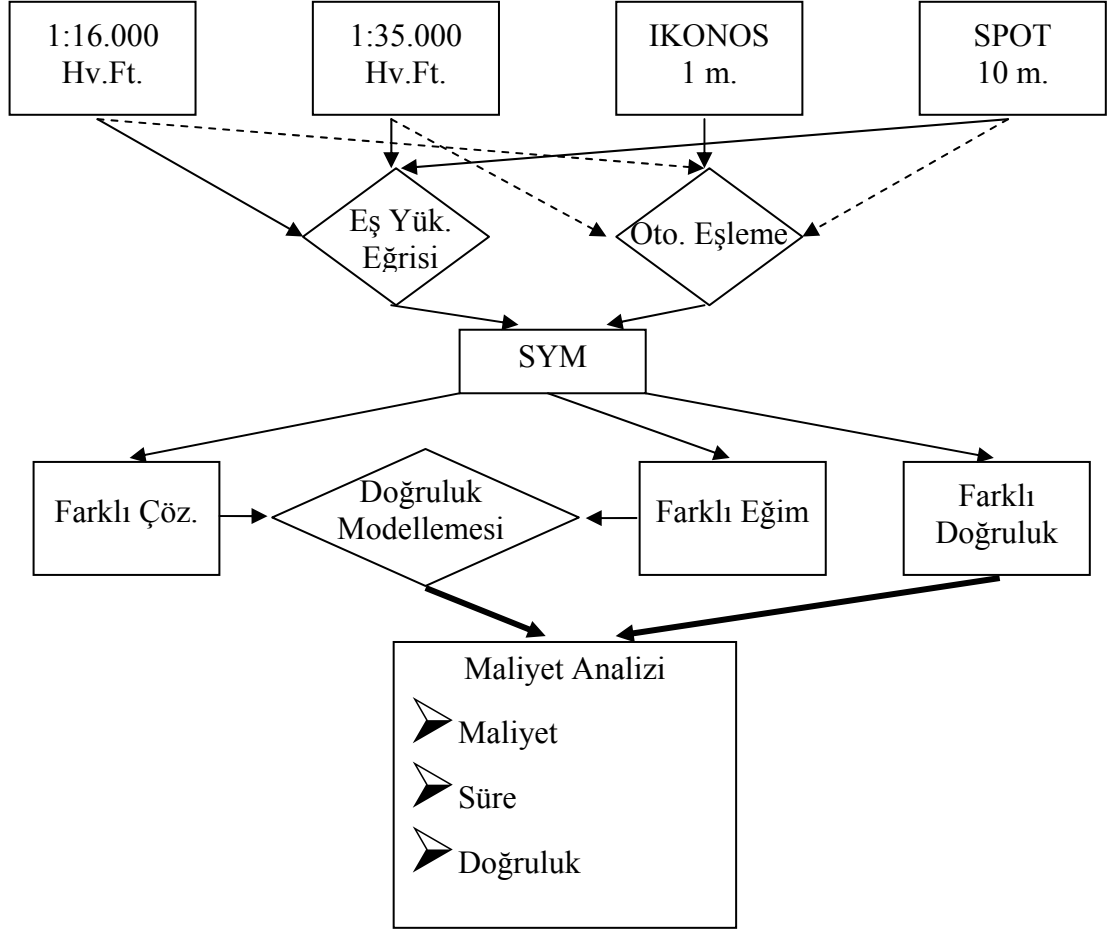 1:16.000
Hv.Ft.
1:35.000
Hv.Ft.
IKONOS
1 m.
SPOT
10 m.
Eş Yük.
Eğrisi
Oto. Eşleme
SYM
Farklı Çöz.
Doğruluk
Modellemesi
Farklı Eğim
Farklı
Doğruluk
Maliyet Analizi
Maliyet
Süre
Doğruluk